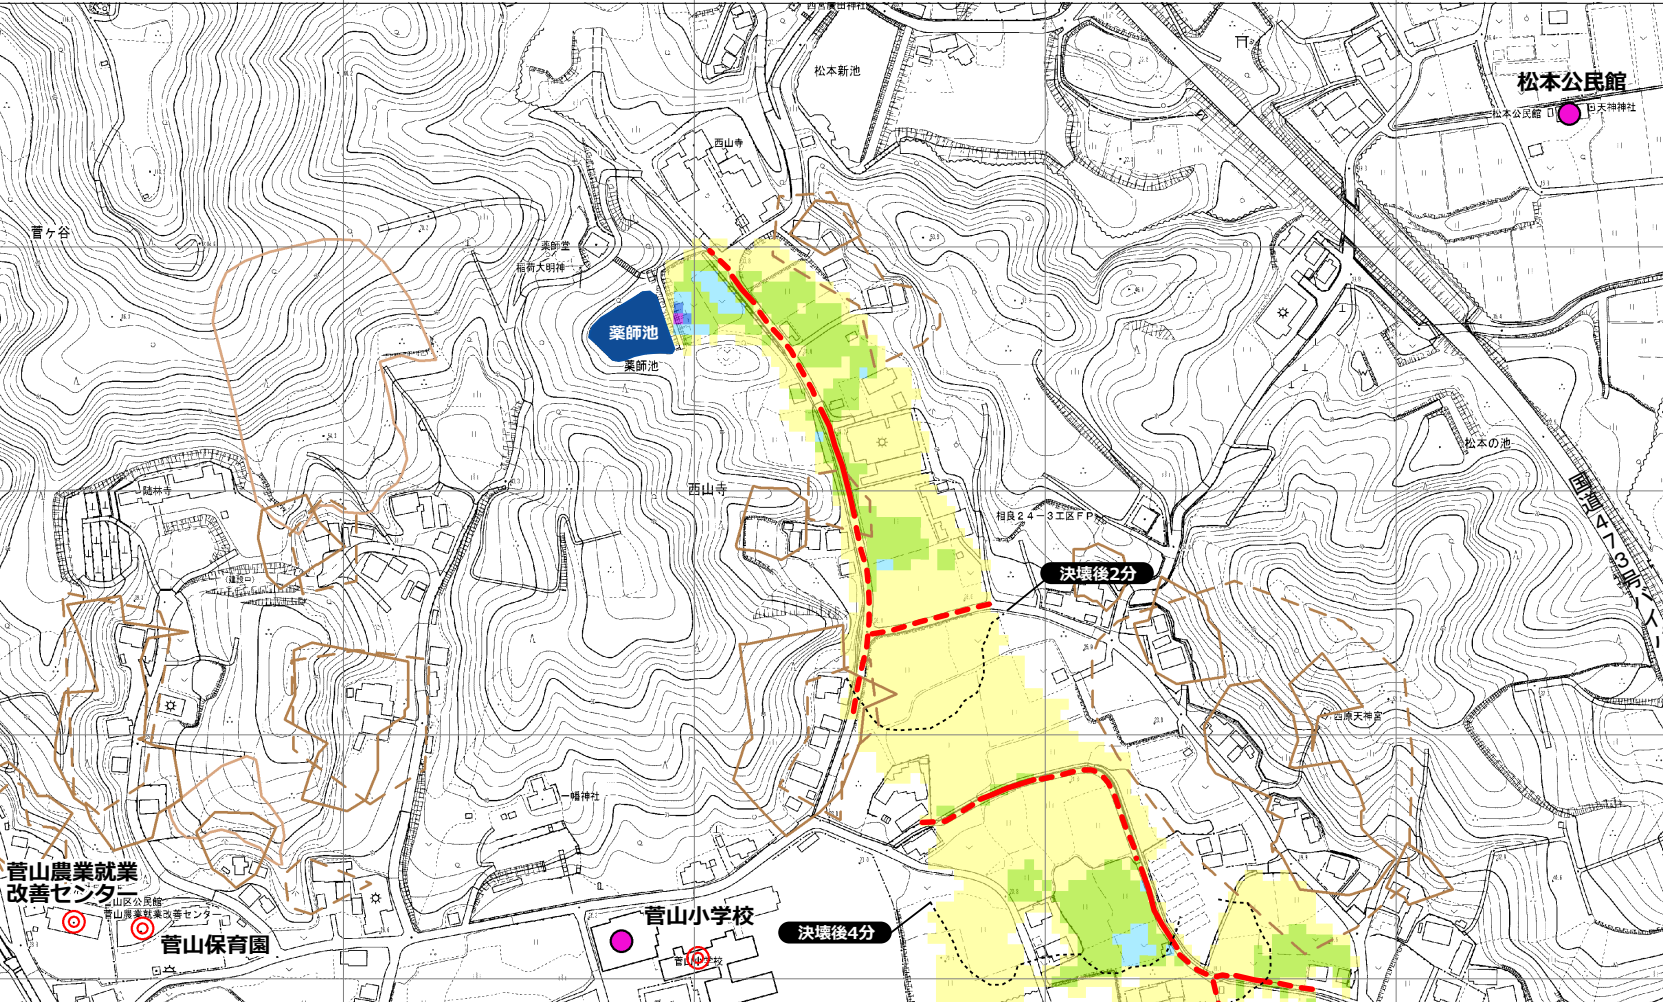 西宮廣田神社
松本新池
松本公民館
松本公民館
天神神社
西山寺
菅ヶ谷
薬師堂
稲荷大明神
薬師池
薬師池
松本の池
国道473号バイパ
随林寺
西山寺
相良24-3工区FP
決壊後2分
(建設中)
西原天神宮
一幡神社
菅山農業就業
改善センター
山区公民館
菅山農業就業改善センター
菅山保育園
菅山小学校
菅山小学校
決壊後4分